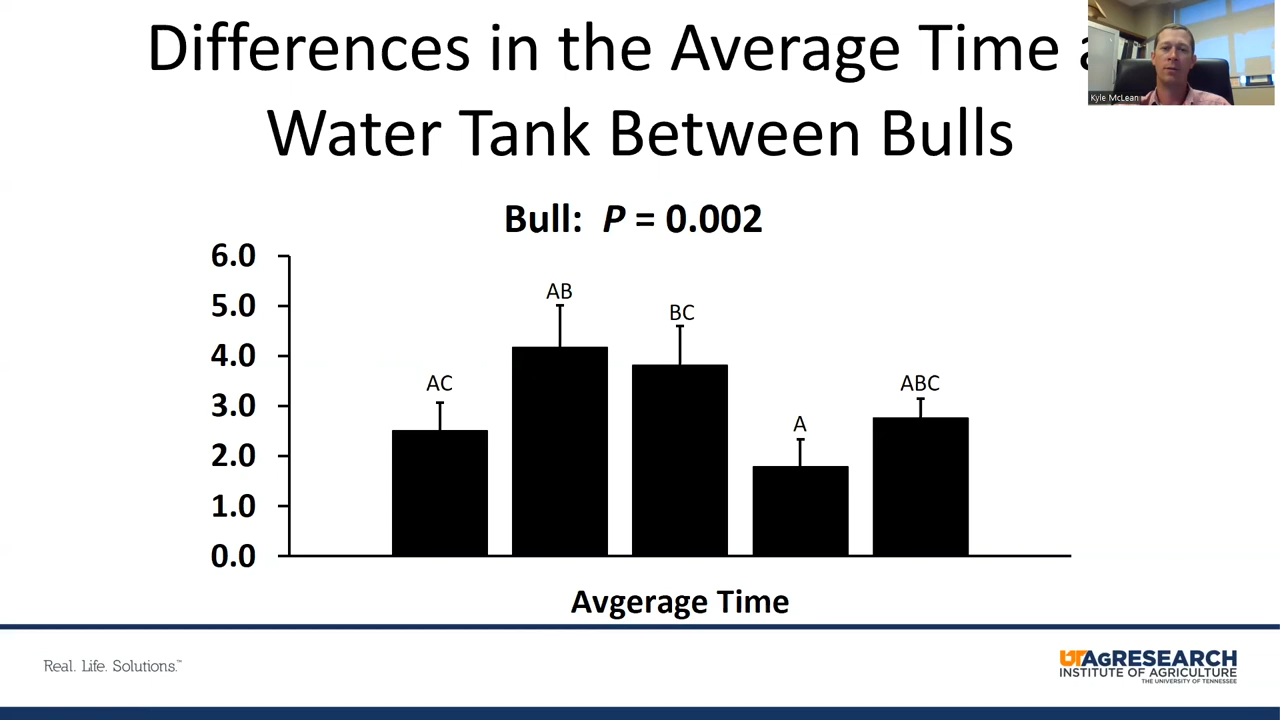 Differences in the Average Time a
Water Tank Between Bulls
Kyle McLean
Bull: P = 0.002
6.0
5.0
4.0
3.0
2.0
1.0
0.0
AC
AB
BC
A
ABC
Avgerage Time
Real. Life. Solutions.™
UTAGRESEARCH
INSTITUTE OF AGRICULTURE
THE UNIVERSITY OF TENNESSEE